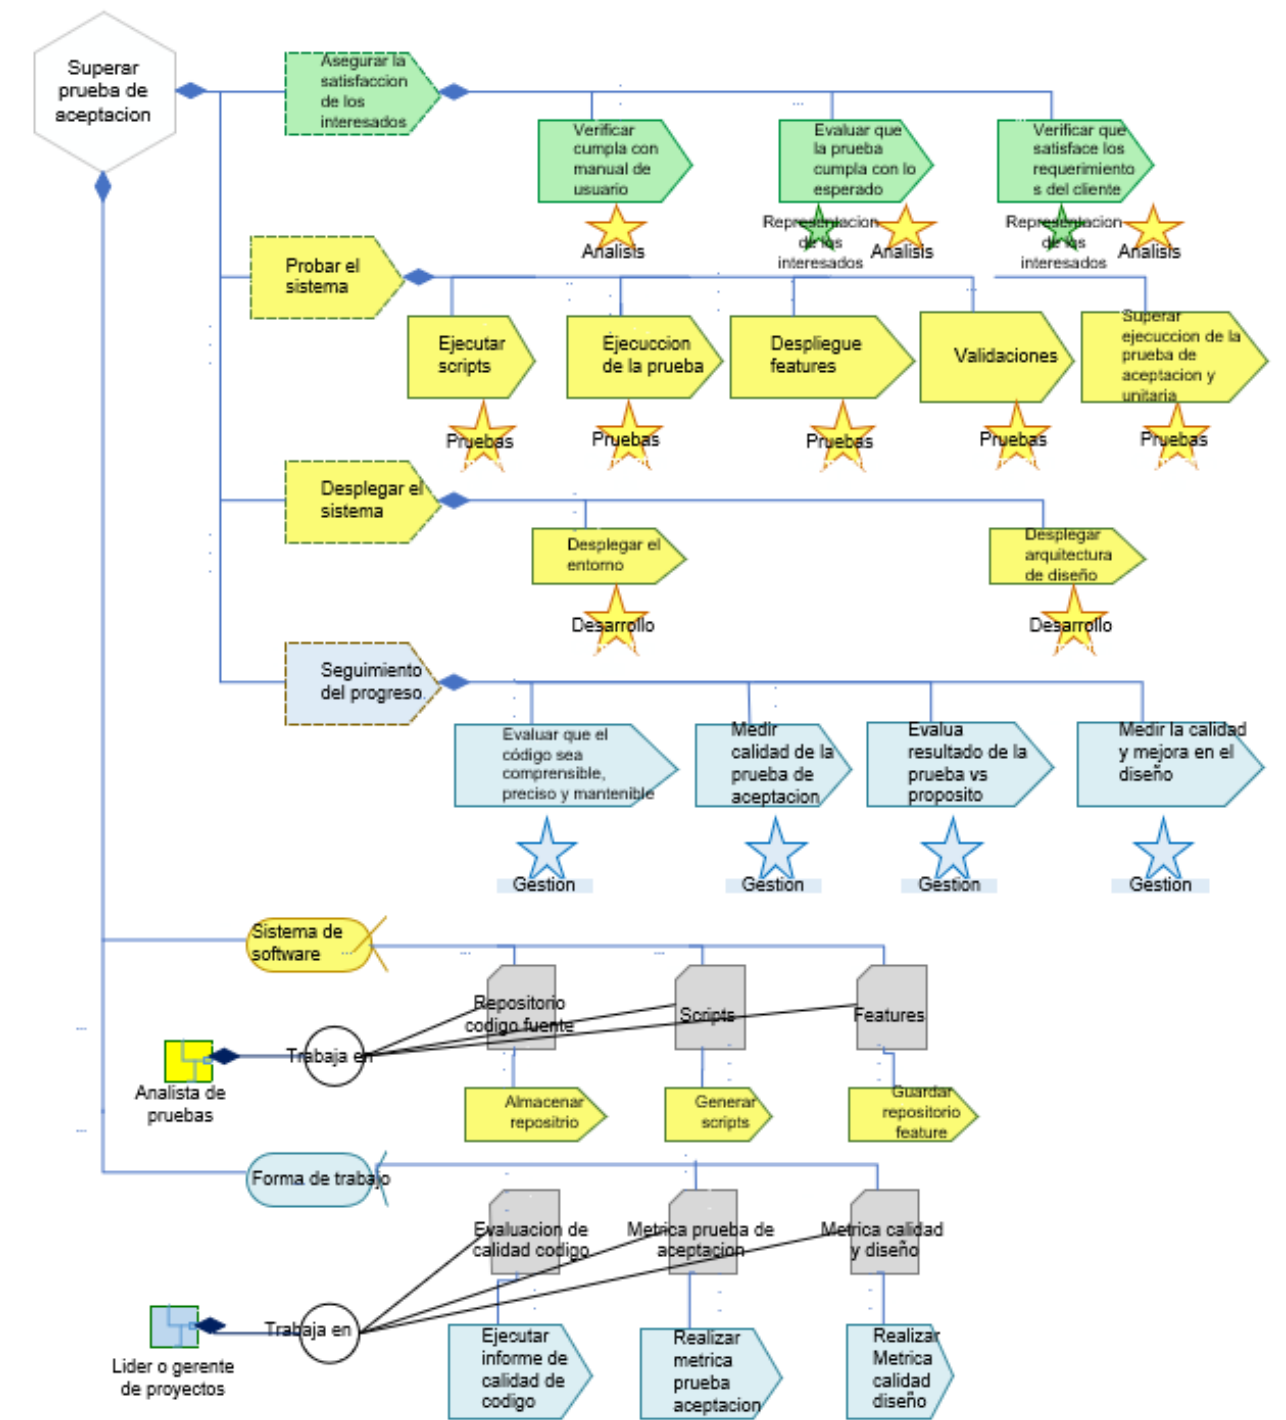 Superar
prueba de
aceptacion
Asegurar la
satisfaccion
de los
interesados
Verificar
cumpla con
manual de
usuario
Evaluar que
la prueba
cumpla con lo
esperado
Verificar que
satisface los
requerimiento
s del cliente
Analisis
Representacion
de los
interesados
Analisis
Representacion
de los
interesados
Analisis
Probar el
sistema
Ejecutar
scripts
Ejecuccion
de la prueba
Despliegue
features
Validaciones
Superar
ejecuccion de la
prueba de
aceptacion y
unitaria
Pruebas
Pruebas
Pruebas
Pruebas
Pruebas
Desplegar el
sistema
Desplegar el
entorno
Desplegar
arquitectura
de diseño
Desarrollo
Desarrollo
Seguimiento
del progreso
Evaluar que el
código sea
comprensible,
preciso y mantenible
Medir
calidad de la
prueba de
aceptacion
Evalua
resultado de la
prueba vs
proposito
Medir la calidad
y mejora en el
diseño
Gestion
Gestion
Gestion
Gestion
Sistema de
software
Repositorio
codigo fuente
Scripts
Features
Trabaja en
Analista de
pruebas
Almacenar
repositrio
Generar
scripts
Guardar
repositorio
feature
Forma de trabajo
Evaluacion de
calidad codigo
Metrica prueba de
aceptacion
Metrica calidad
y diseño
Trabaja en
Lider o gerente
de proyectos
Ejecutar
informe de
calidad de
codigo
Realizar
metrica
prueba
aceptacion
Realizar
Metrica
calidad
diseño